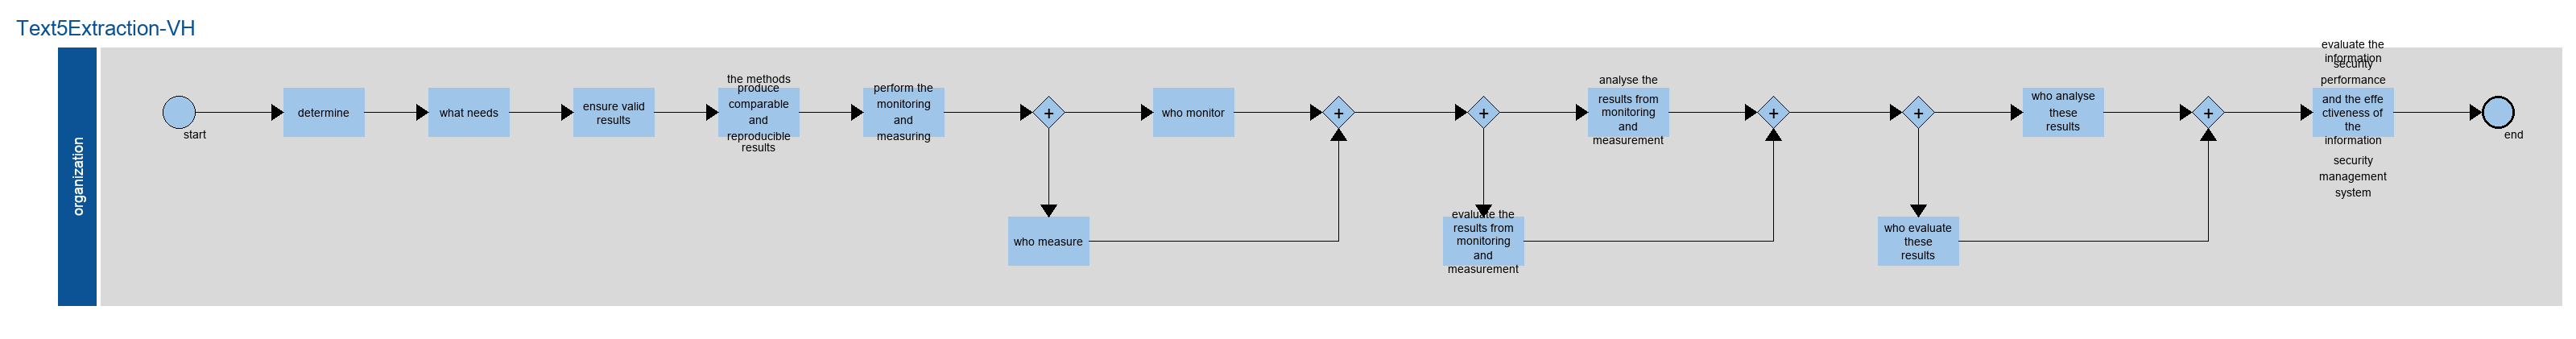 Text5Extraction-VH
organization
start
determine
what needs
ensure valid
results
the methods
produce
comparable
and
reproducible
results
perform the
monitoring
and
measuring
+
who measure
who monitor
+
+
evaluate the
results from
monitoring
and
measurement
analyse the
results from
monitoring
and
measurement
+
+
who evaluate
these
results
who analyse
these
results
+
evaluate the
information
security
performance
and the effe
ctiveness of
the
information
security
management
system
end